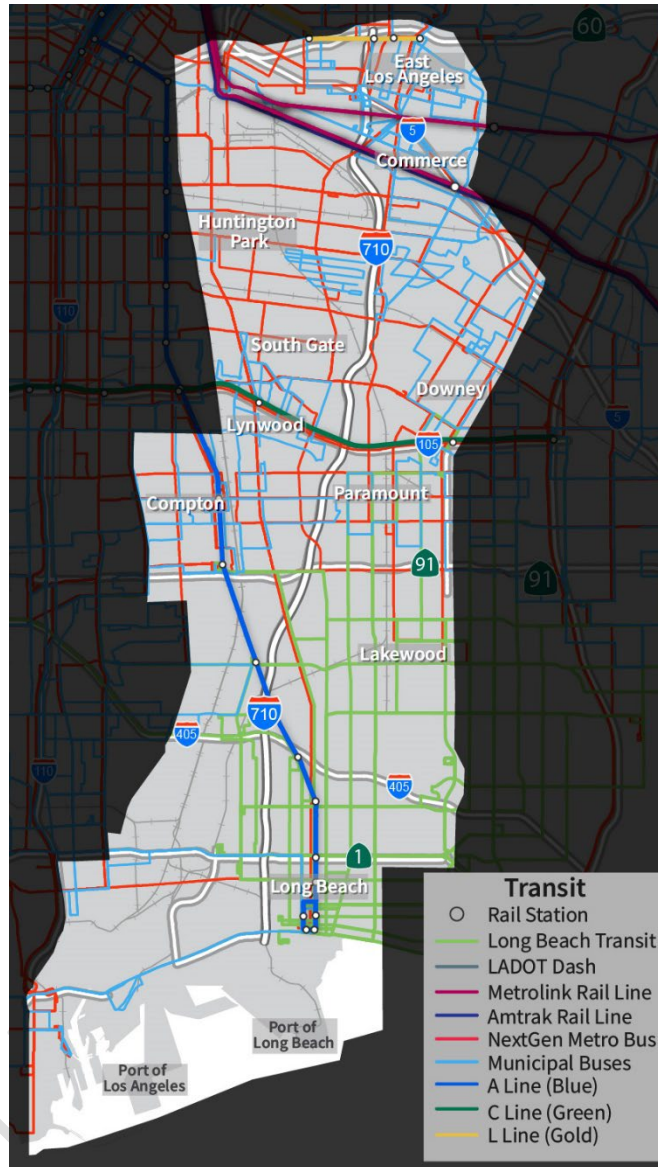 60
East
Los Angeles
5
Commerce
Huntington
Park
710
110
South Gate
Downey
5
Lynwood
105
Compton
Paramount
91
91
Lakewood
710
405
405
110
1
Long Beach
Port of
Long Beach
Port of
Los Angeles
Transit
Rail Station
Long Beach Transit
LADOT Dash
Metrolink Rail Line
Amtrak Rail Line
NextGen Metro Bus
Municipal Buses
A Line (Blue)
C Line (Green)
L Line (Gold)